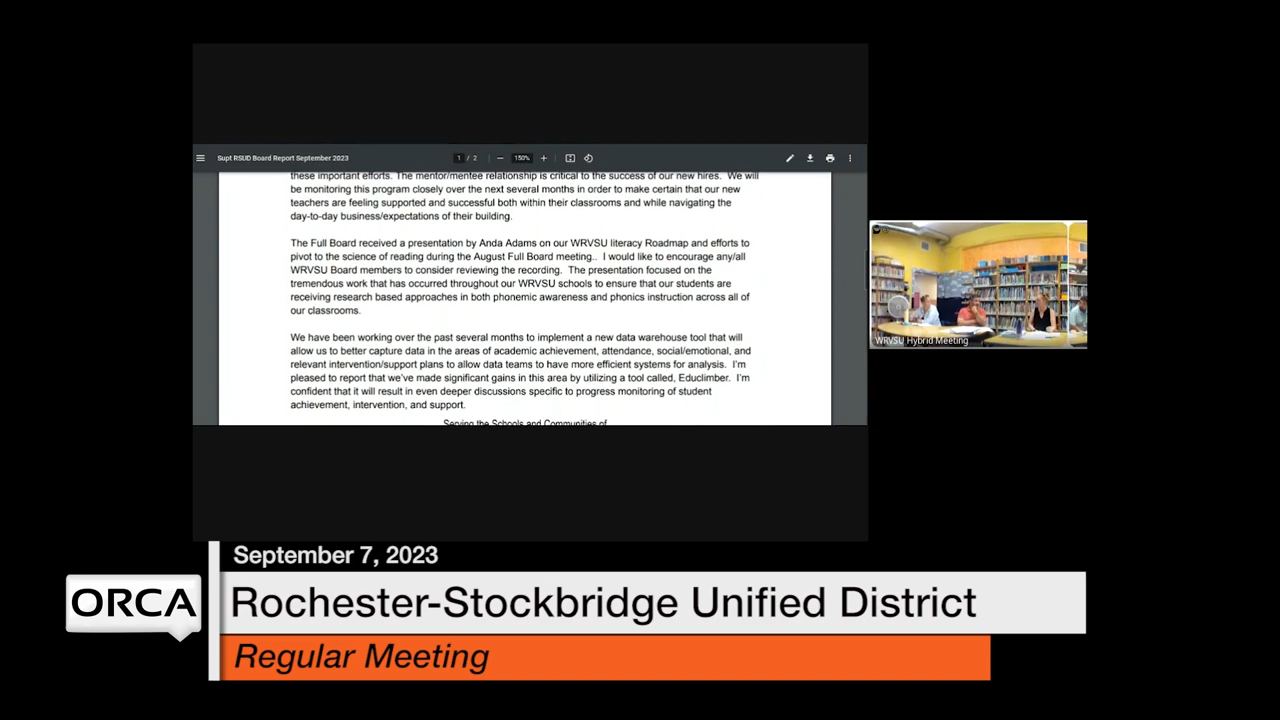 Supt RSUD Board Report September 2023
1 / 2
150%
these important efforts. The mentor/mentee relationship is critical to the success of our new hires. We will
be monitoring this program closely over the next several months in order to make certain that our new
teachers are feeling supported and successful both within their classrooms and while navigating the
day-to-day business/expectations of their building.
The Full Board received a presentation by Anda Adams on our WRVSU literacy Roadmap and efforts to
pivot to the science of reading during the August Full Board meeting.. I would like to encourage any/all
WRVSU Board members to consider reviewing the recording. The presentation focused on the
tremendous work that has occurred throughout our WRVSU schools to ensure that our students are
receiving research based approaches in both phonemic awareness and phonics instruction across all of
our classrooms.
We have been working over the past several months to implement a new data warehouse tool that will
allow us to better capture data in the areas of academic achievement, attendance, social/emotional, and
relevant intervention/support plans to allow data teams to have more efficient systems for analysis. I'm
pleased to report that we've made significant gains in this area by utilizing a tool called, Educlimber. I'm
confident that it will result in even deeper discussions specific to progress monitoring of student
achievement, intervention, and support.
Serving the Schools and Communities of
WRVSU Hybrid Meeting
September 7, 2023
ORCA
Rochester-Stockbridge Unified District
Regular Meeting